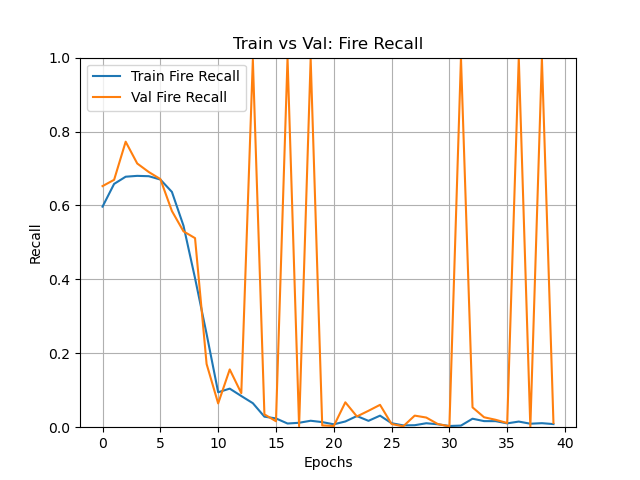 Train vs Val: Fire Recall
Train Fire Recall
Val Fire Recall
Recall
1.0
0.8
0.6
0.4
0.2
0.0
0 5 10 15 20 25 30 35 40
Epochs